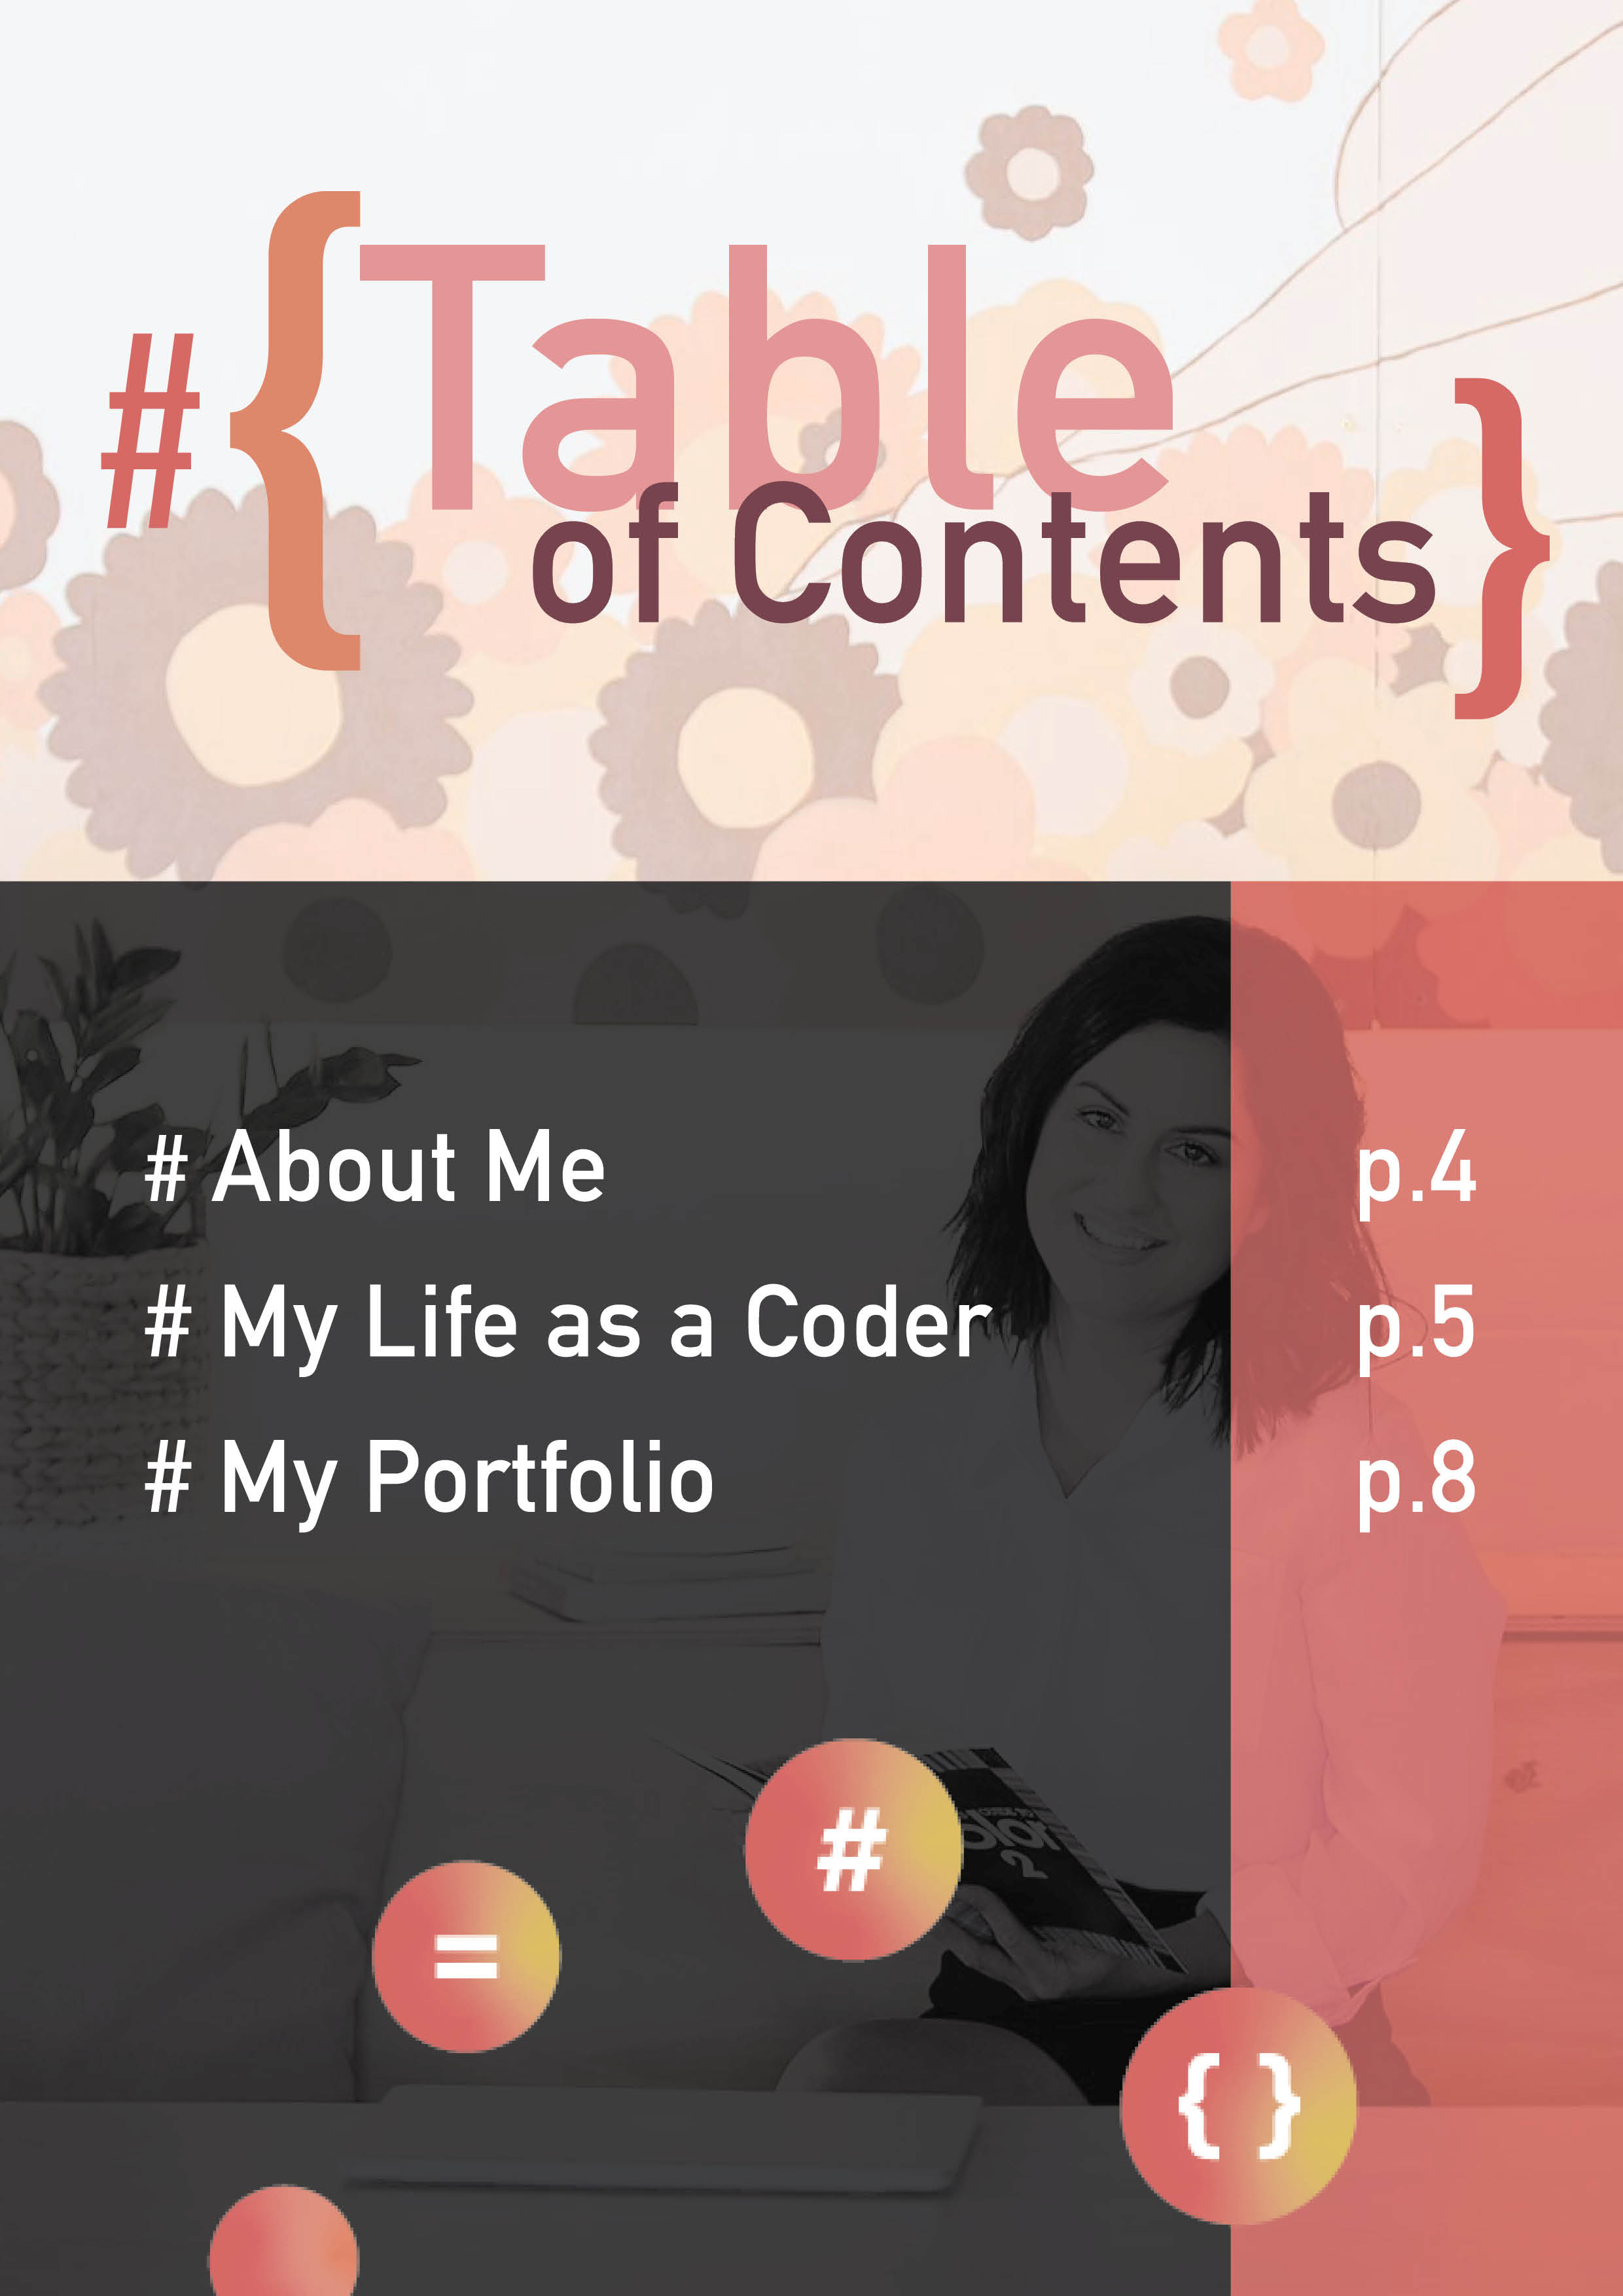 #{Table
of Contents}
# About Me p.4
# My Life as a Coder p.5
# My Portfolio p.8
#
=
{ }